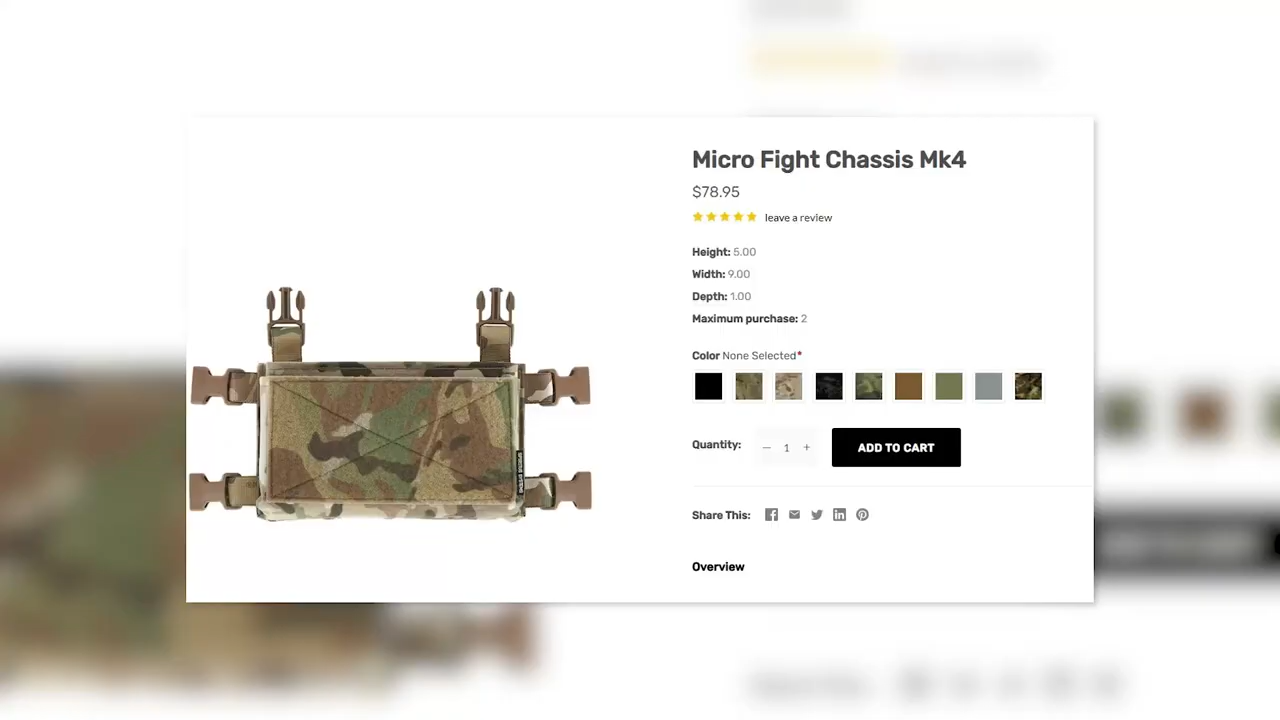 Micro Fight Chassis Mk4
$78.95
leave a review
Height: 5.00
Width: 9.00
Depth: 1.00
Maximum purchase: 2
Color None Selected*
Quantity: – 1 + ADD TO CART
Share This:
Overview